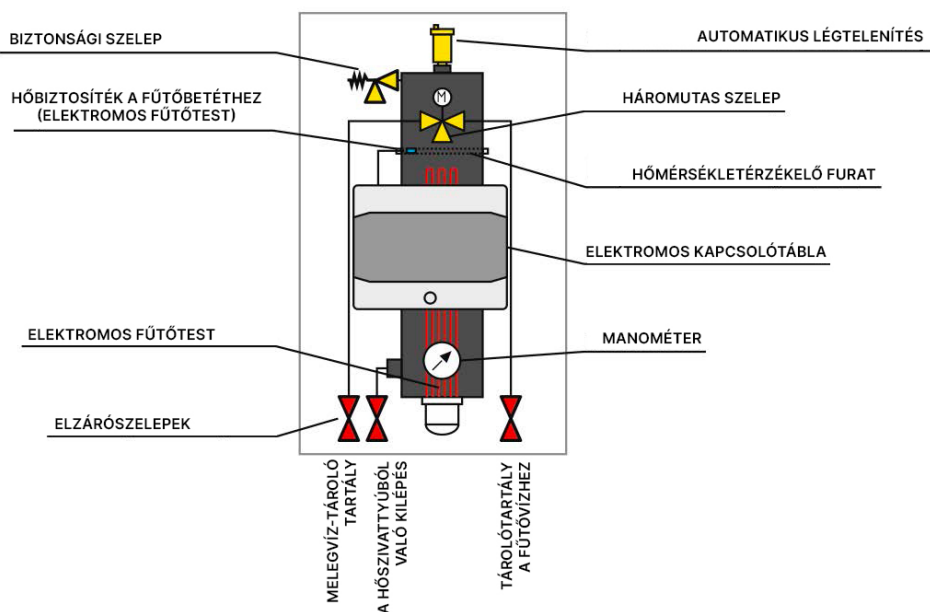 BIZTONSÁGI SZELEP
HŐBIZTOSÍTÉK A FŰTŐBETÉTHEZ
(ELEKTROMOS FŰTŐTEST)
ELEKTROMOS FŰTŐTEST
ELZÁRÓSZELEPEK
AUTOMATIKUS LÉGTELENÍTÉS
M
HÁROMUTAS SZELEP
HŐMÉRSÉKLETÉRZÉKELŐ FURAT
ELEKTROMOS KAPCSOLÓTÁBLA
MANOMÉTER
MELEGVÍZ-TÁROLÓ
TARTÁLY
A HŐSZIVATTYÚBÓL
VALÓ KILÉPÉS
TÁROLÓTARTÁLY
A FŰTŐVÍZHEZ